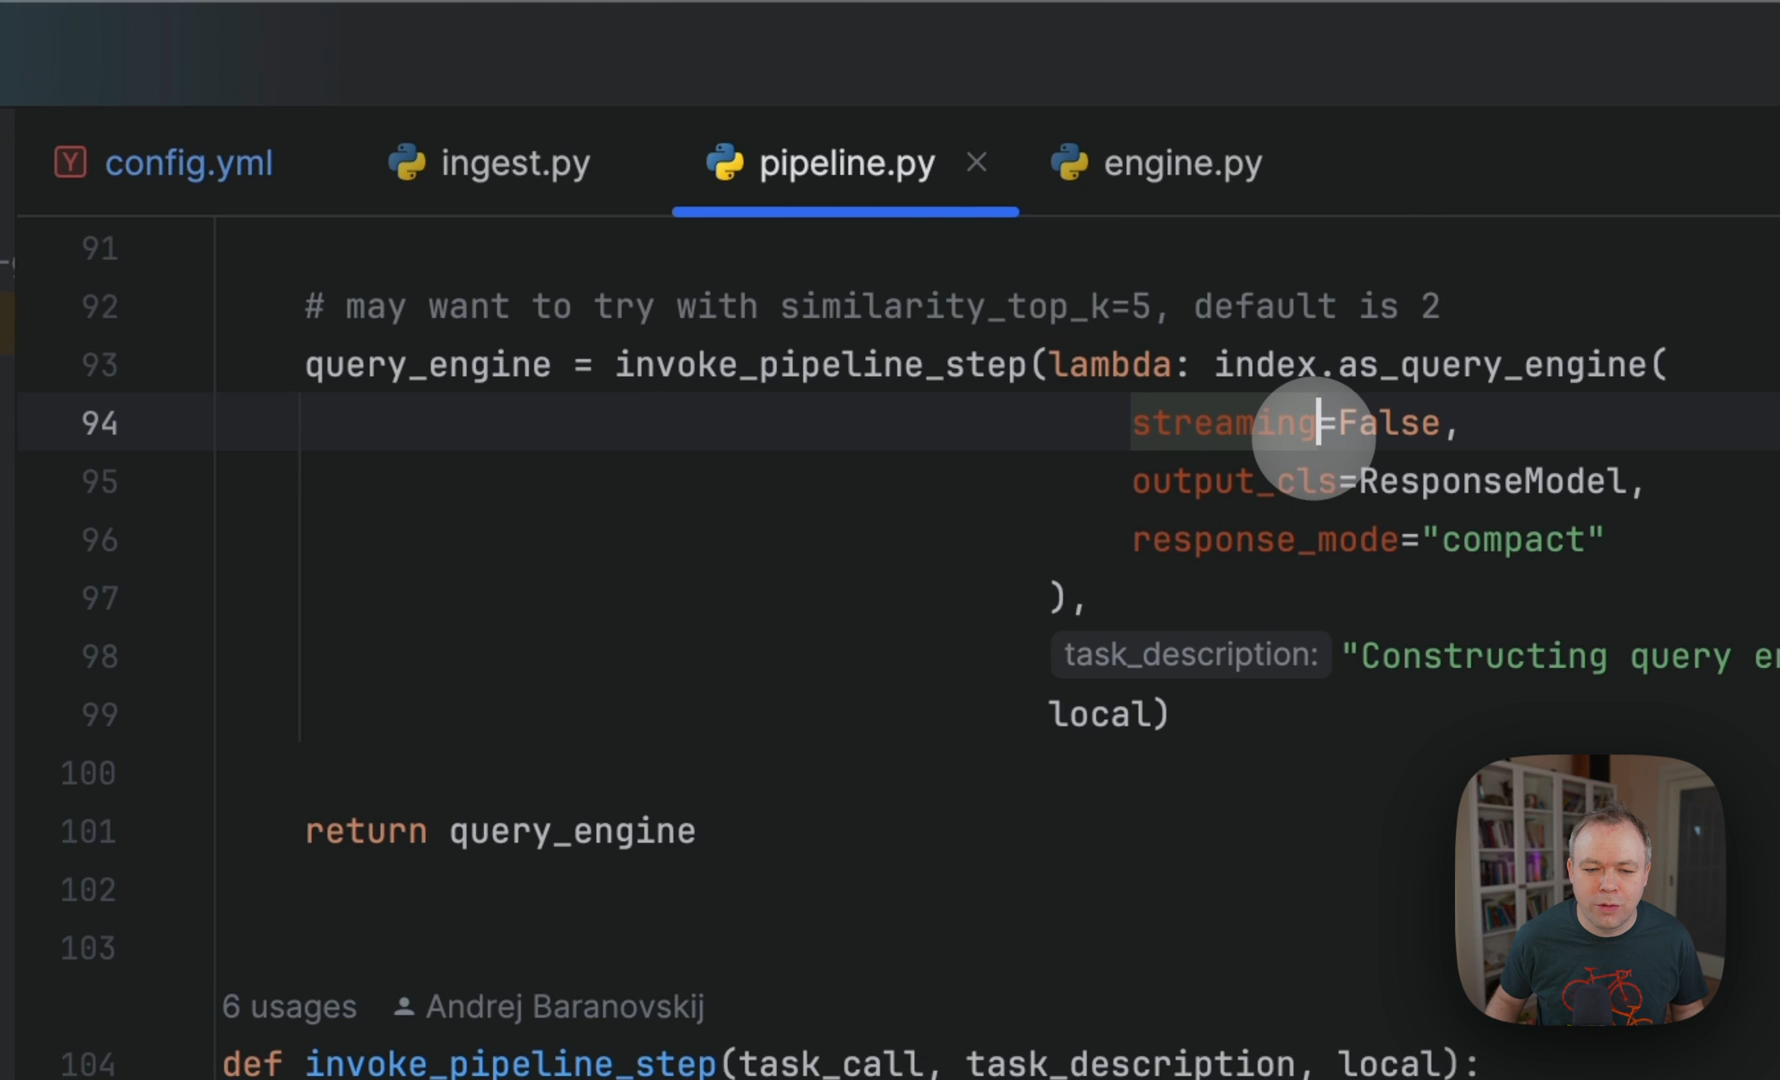 Y config.yml ingest.py pipeline.py engine.py
91
92 # may want to try with similarity_top_k=5, default is 2
93 query_engine = invoke_pipeline_step(lambda: index.as_query_engine(
94 streaming=False,
95 output_cls=ResponseModel,
96 response_mode="compact"
97 ),
98 task_description: "Constructing query
99 local)
100
101 return query_engine
102
103
6 usages Andrej Baranovskij
104 def invoke_pipeline_step(task_call, task_description, local):